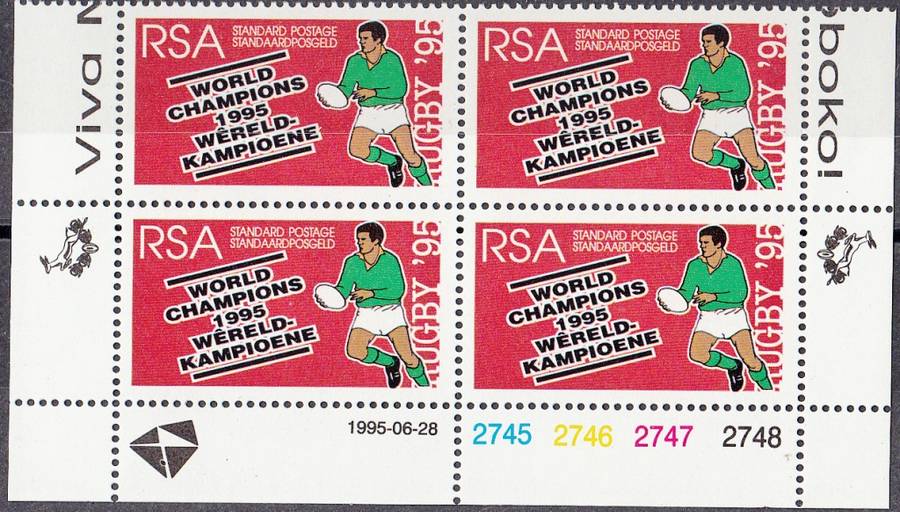 Viva
boko!
RSA STANDARD POSTAGE
STANDAARDPOSGELD
WORLD
CHAMPIONS
1995
WÊRELD-
KAMPIOENE
RUGBY '95
RSA STANDARD POSTAGE
STANDAARDPOSGELD
WORLD
CHAMPIONS
1995
WÊRELD-
KAMPIOENE
RUGBY '95
RSA STANDARD POSTAGE
STANDAARDPOSGELD
WORLD
CHAMPIONS
1995
WÊRELD-
KAMPIOENE
RUGBY '95
RSA STANDARD POSTAGE
STANDAARDPOSGELD
WORLD
CHAMPIONS
1995
WÊRELD-
KAMPIOENE
RUGBY '95
1995-06-28
2745 2746 2747 2748